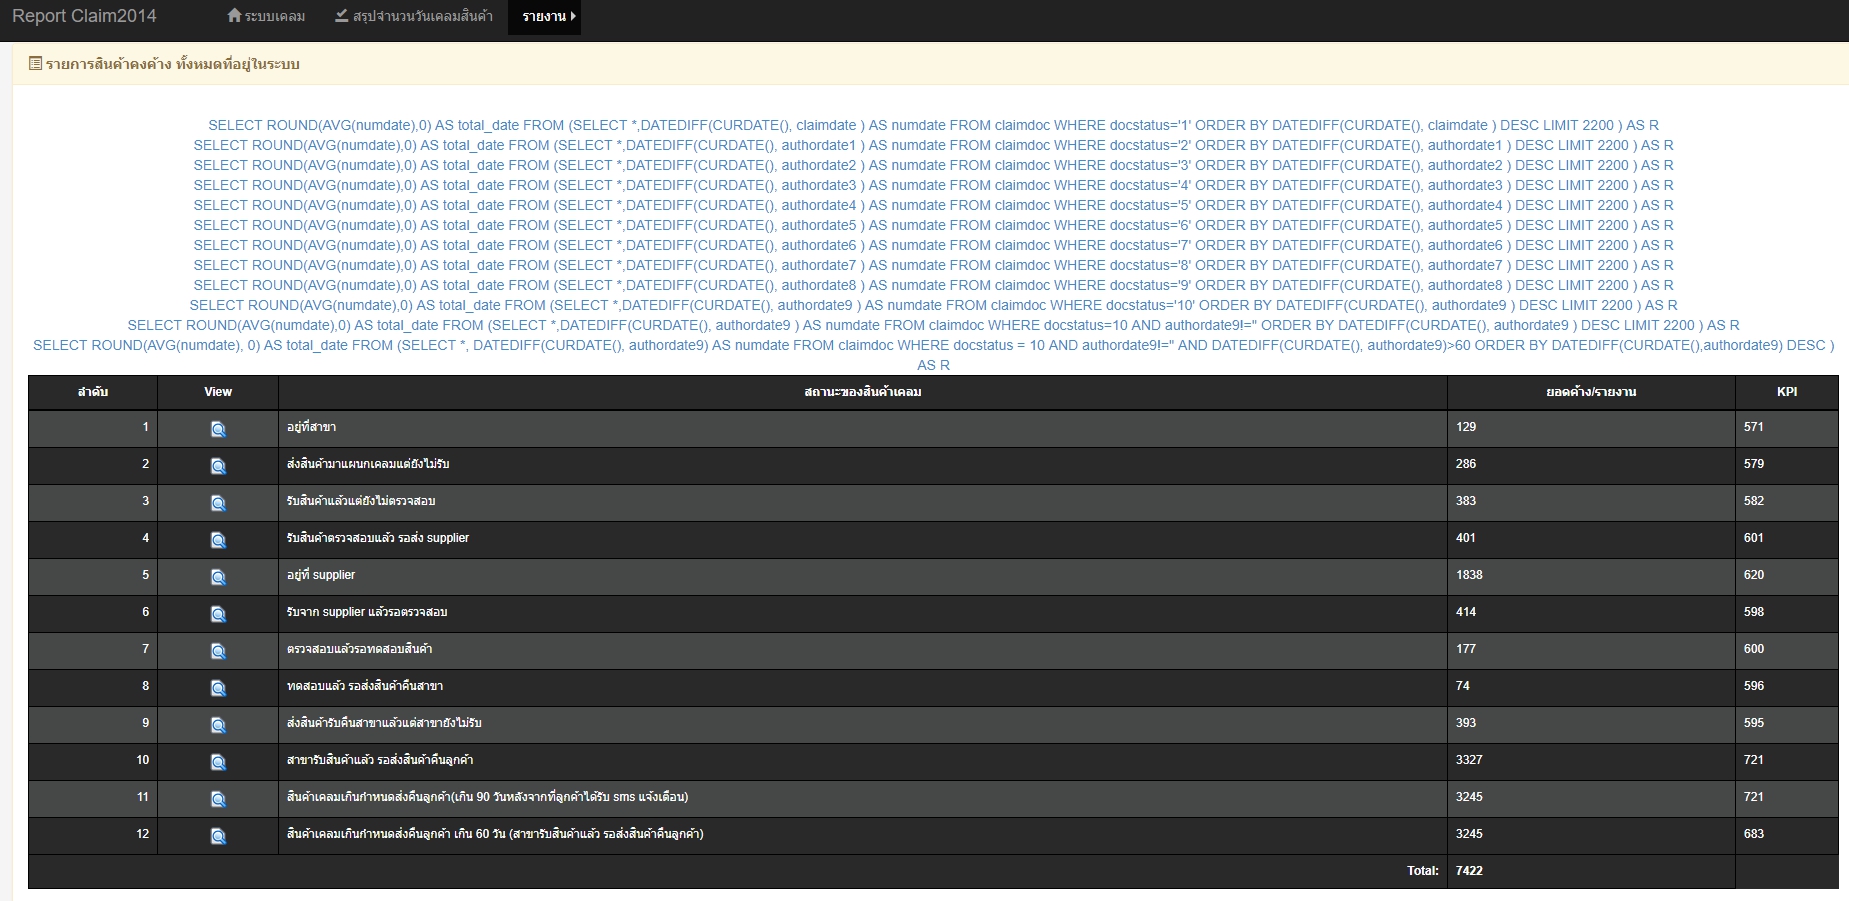 Report Claim2014 ระบบเคลม สรุปจำนวนวันเคลมสินค้า รายงาน
รายการสินค้าคงค้าง ทั้งหมดที่อยู่ในระบบ
SELECT ROUND(AVG(numdate),0) AS total_date FROM (SELECT *,DATEDIFF(CURDATE(), claimdate ) AS numdate FROM claimdoc WHERE docstatus='1' ORDER BY DATEDIFF(CURDATE(), claimdate ) DESC LIMIT 2200 ) AS R
SELECT ROUND(AVG(numdate),0) AS total_date FROM (SELECT *,DATEDIFF(CURDATE(), authordate1 ) AS numdate FROM claimdoc WHERE docstatus='2' ORDER BY DATEDIFF(CURDATE(), authordate1 ) DESC LIMIT 2200 ) AS R
SELECT ROUND(AVG(numdate),0) AS total_date FROM (SELECT *,DATEDIFF(CURDATE(), authordate2 ) AS numdate FROM claimdoc WHERE docstatus='3' ORDER BY DATEDIFF(CURDATE(), authordate2 ) DESC LIMIT 2200 ) AS R
SELECT ROUND(AVG(numdate),0) AS total_date FROM (SELECT *,DATEDIFF(CURDATE(), authordate3 ) AS numdate FROM claimdoc WHERE docstatus='4' ORDER BY DATEDIFF(CURDATE(), authordate3 ) DESC LIMIT 2200 ) AS R
SELECT ROUND(AVG(numdate),0) AS total_date FROM (SELECT *,DATEDIFF(CURDATE(), authordate4 ) AS numdate FROM claimdoc WHERE docstatus='5' ORDER BY DATEDIFF(CURDATE(), authordate4 ) DESC LIMIT 2200 ) AS R
SELECT ROUND(AVG(numdate),0) AS total_date FROM (SELECT *,DATEDIFF(CURDATE(), authordate5 ) AS numdate FROM claimdoc WHERE docstatus='6' ORDER BY DATEDIFF(CURDATE(), authordate5 ) DESC LIMIT 2200 ) AS R
SELECT ROUND(AVG(numdate),0) AS total_date FROM (SELECT *,DATEDIFF(CURDATE(), authordate6 ) AS numdate FROM claimdoc WHERE docstatus='7' ORDER BY DATEDIFF(CURDATE(), authordate6 ) DESC LIMIT 2200 ) AS R
SELECT ROUND(AVG(numdate),0) AS total_date FROM (SELECT *,DATEDIFF(CURDATE(), authordate7 ) AS numdate FROM claimdoc WHERE docstatus='8' ORDER BY DATEDIFF(CURDATE(), authordate7 ) DESC LIMIT 2200 ) AS R
SELECT ROUND(AVG(numdate),0) AS total_date FROM (SELECT *,DATEDIFF(CURDATE(), authordate8 ) AS numdate FROM claimdoc WHERE docstatus='9' ORDER BY DATEDIFF(CURDATE(), authordate8 ) DESC LIMIT 2200 ) AS R
SELECT ROUND(AVG(numdate),0) AS total_date FROM (SELECT *,DATEDIFF(CURDATE(), authordate9 ) AS numdate FROM claimdoc WHERE docstatus='10' ORDER BY DATEDIFF(CURDATE(), authordate9 ) DESC LIMIT 2200 ) AS R
SELECT ROUND(AVG(numdate),0) AS total_date FROM (SELECT *,DATEDIFF(CURDATE(), authordate9 ) AS numdate FROM claimdoc WHERE docstatus=10 AND authordate9!='' ORDER BY DATEDIFF(CURDATE(), authordate9 ) DESC LIMIT 2200 ) AS R
SELECT ROUND(AVG(numdate), 0) AS total_date FROM (SELECT *, DATEDIFF(CURDATE(), authordate9) AS numdate FROM claimdoc WHERE docstatus = 10 AND authordate9!='' AND DATEDIFF(CURDATE(), authordate9)>60 ORDER BY DATEDIFF(CURDATE(),authordate9) DESC )
AS R
ลำดับ View สถานะของสินค้าเคลม ยอดค้าง/รายงาน KPI
1 อยู่ที่สาขา 129 571
2 ส่งสินค้ามาแผนกเคลมแต่ยังไม่รับ 286 579
3 รับสินค้าแล้วแต่ยังไม่ตรวจสอบ 383 582
4 รับสินค้าตรวจสอบแล้ว รอส่ง supplier 401 601
5 อยู่ที่ supplier 1838 620
6 รับจาก supplier แล้วรอตรวจสอบ 414 598
7 ตรวจสอบแล้วรอทดสอบสินค้า 177 600
8 ทดสอบแล้ว รอส่งสินค้าคืนสาขา 74 596
9 ส่งสินค้ารับคืนสาขาแล้วแต่สาขายังไม่รับ 393 595
10 สาขารับสินค้าแล้ว รอส่งสินค้าคืนลูกค้า 3327 721
11 สินค้าเคลมเกินกำหนดส่งคืนลูกค้า(เกิน 90 วันหลังจากที่ลูกค้าได้รับ sms แจ้งเตือน) 3245 721
12 สินค้าเคลมเกินกำหนดส่งคืนลูกค้า เกิน 60 วัน (สาขารับสินค้าแล้ว รอส่งสินค้าคืนลูกค้า) 3245 683
Total: 7422